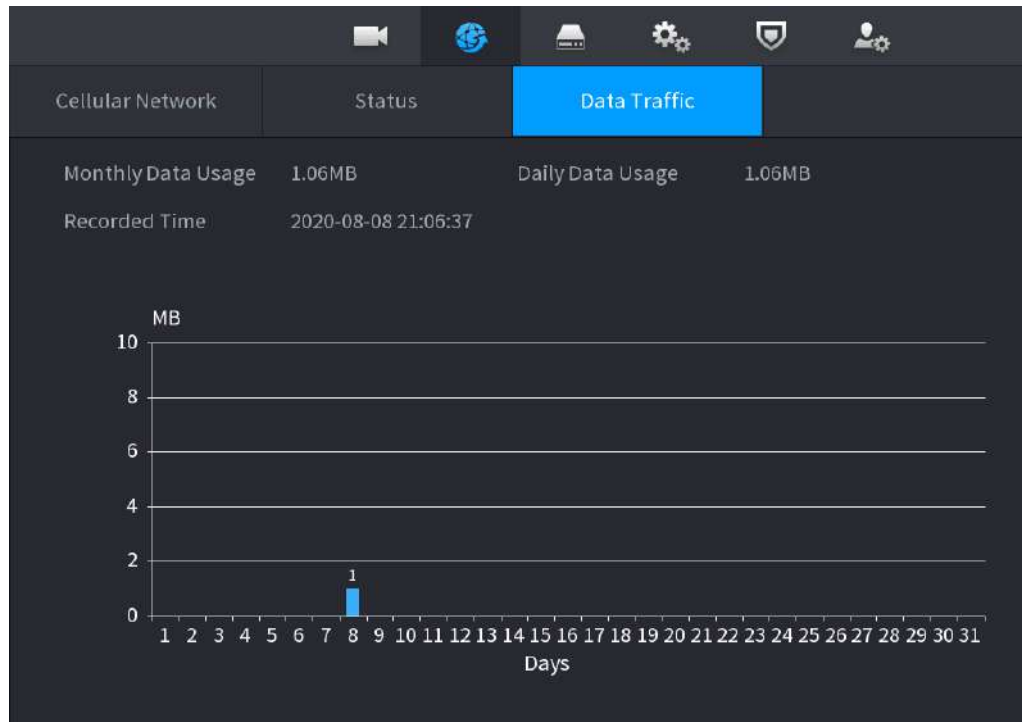 Cellular Network Status Data Traffic
Monthly Data Usage 1.06MB Daily Data Usage 1.06MB
Recorded Time 2020-08-08 21:06:37
MB
10
8
6
4
2
1
0
1 2 3 4 5 6 7 8 9 10 11 12 13 14 15 16 17 18 19 20 21 22 23 24 25 26 27 28 29 30 31
Days